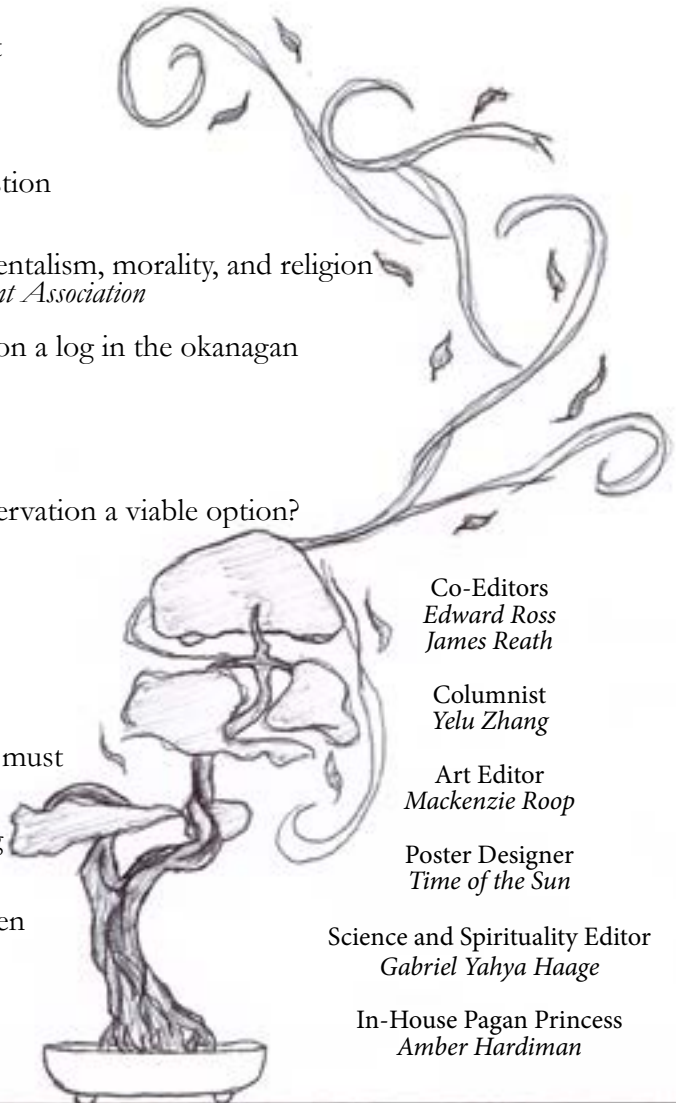 stion
entalism, morality, and religion
nt Association
on a log in the okanagan
ervation a viable option?
Co-Editors
Edward Ross
James Reath
Columnist
Yelu Zhang
must
Art Editor
Mackenzie Roop
g
Poster Designer
Time of the Sun
en
Science and Spirituality Editor
Gabriel Yahya Haage
In-House Pagan Princess
Amber Hardiman